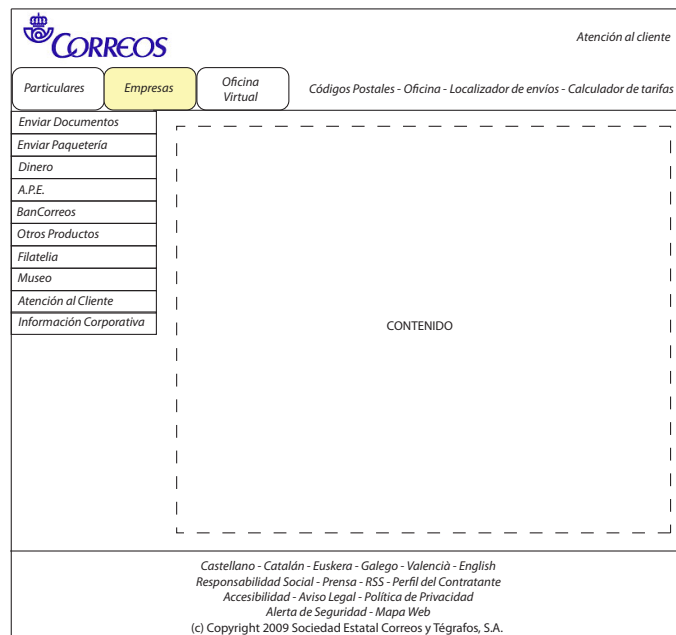 CORREOS
Atención al cliente
Particulares
Empresas
Oficina
Virtual
Códigos Postales - Oficina - Localizador de envíos - Calculador de tarifas
Enviar Documentos
Enviar Paquetería
Dinero
A.P.E.
BanCorreos
Otros Productos
Filatelia
Museo
Atención al Cliente
Información Corporativa
CONTENIDO
Castellano - Catalán - Euskera - Galego - Valencià - English
Responsabilidad Social - Prensa - RSS - Perfil del Contratante
Accesibilidad - Aviso Legal - Política de Privacidad
Alerta de Seguridad - Mapa Web
(c) Copyright 2009 Sociedad Estatal Correos y Tégrafos, S.A.